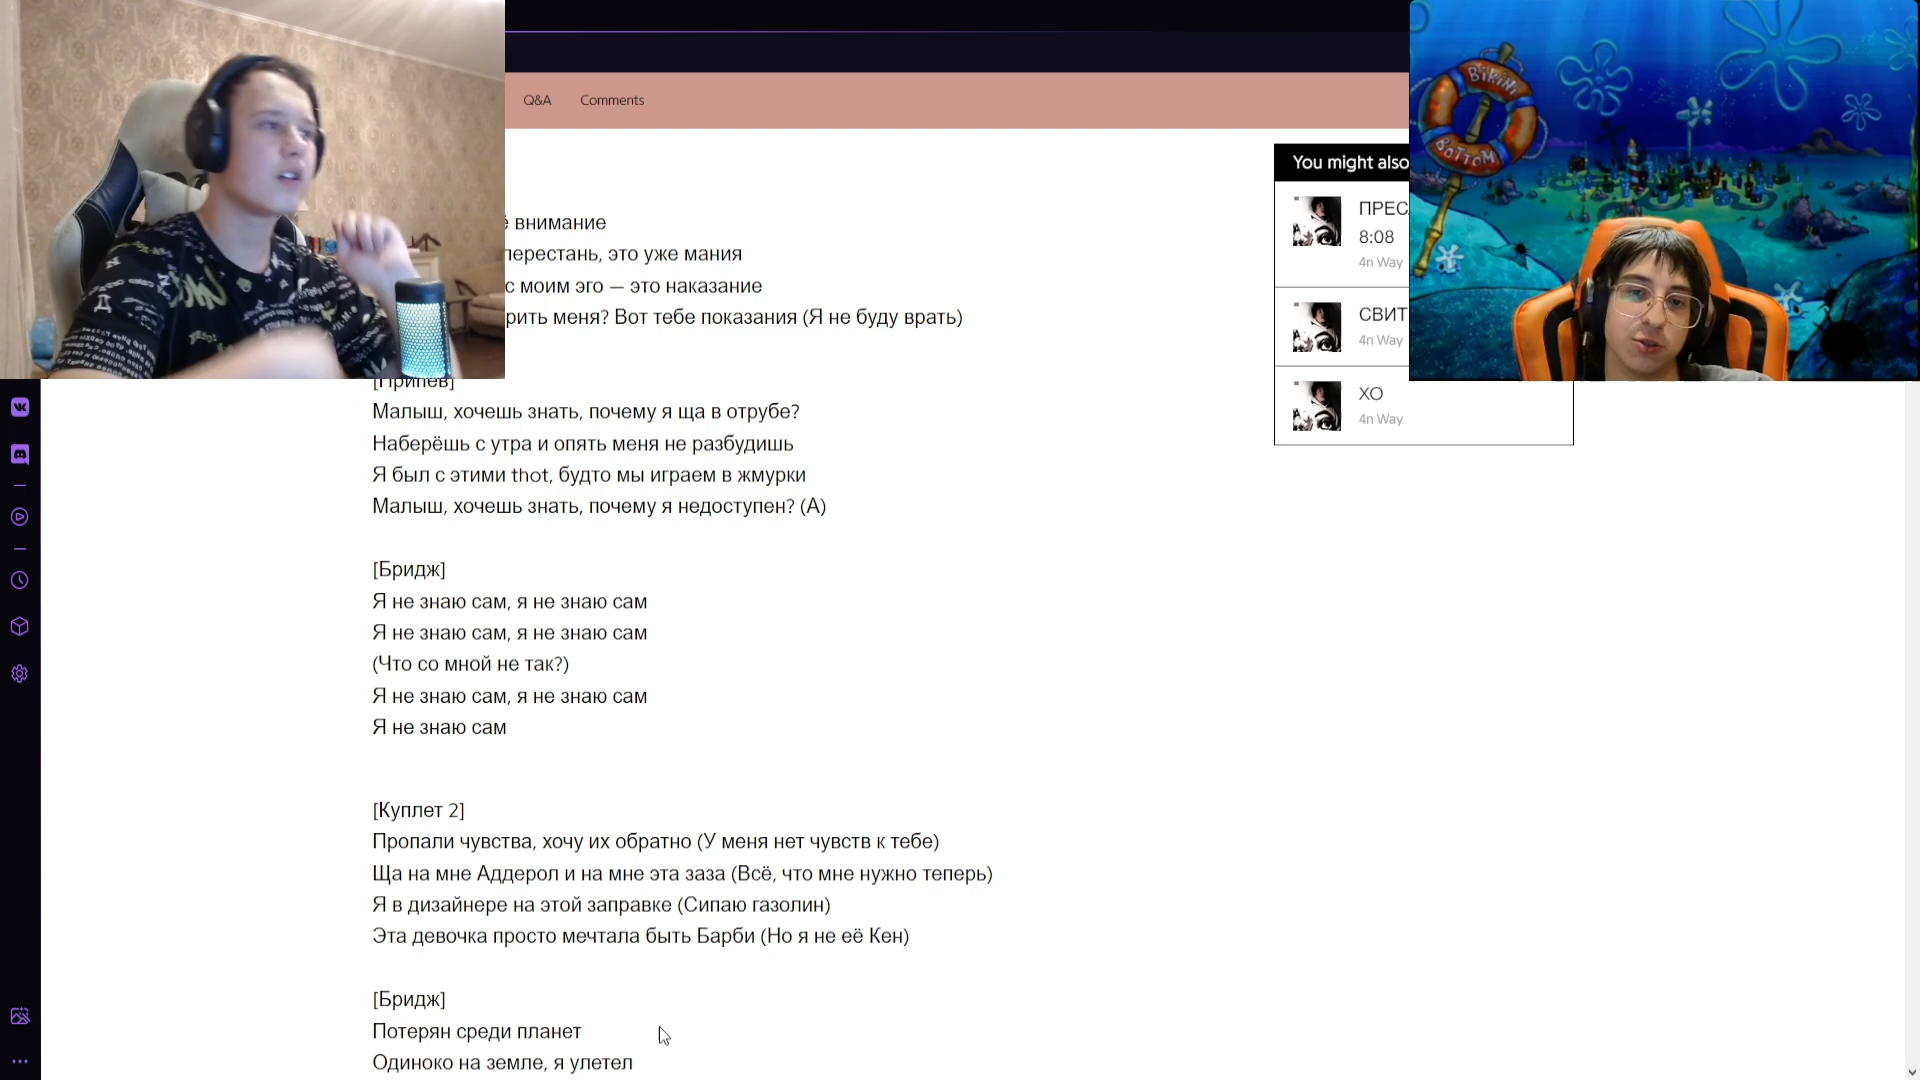 Q&A
Comments
ё внимание
перестань, это уже мания
с моим эго — это наказание
рить меня? Вот тебе показания (Я не буду врать)
[Припев]
Малыш, хочешь знать, почему я ща в отрубе?
Наберёшь с утра и опять меня не разбудишь
Я был с этими thot, будто мы играем в жмурки
Малыш, хочешь знать, почему я недоступен? (А)
[Бридж]
Я не знаю сам, я не знаю сам
Я не знаю сам, я не знаю сам
(Что со мной не так?)
Я не знаю сам, я не знаю сам
Я не знаю сам
[Куплет 2]
Пропали чувства, хочу их обратно (У меня нет чувств к тебе)
Ща на мне Аддерол и на мне эта заза (Всё, что мне нужно теперь)
Я в дизайнере на этой заправке (Сипаю газолин)
Эта девочка просто мечтала быть Барби (Но я не её Кен)
[Бридж]
Потерян среди планет
Одиноко на земле, я улетел
You might also
ПРЕС
8:08
4n Way
СВИТ
4n Way
ХО
4n Way
BIKINI
BOTTOM